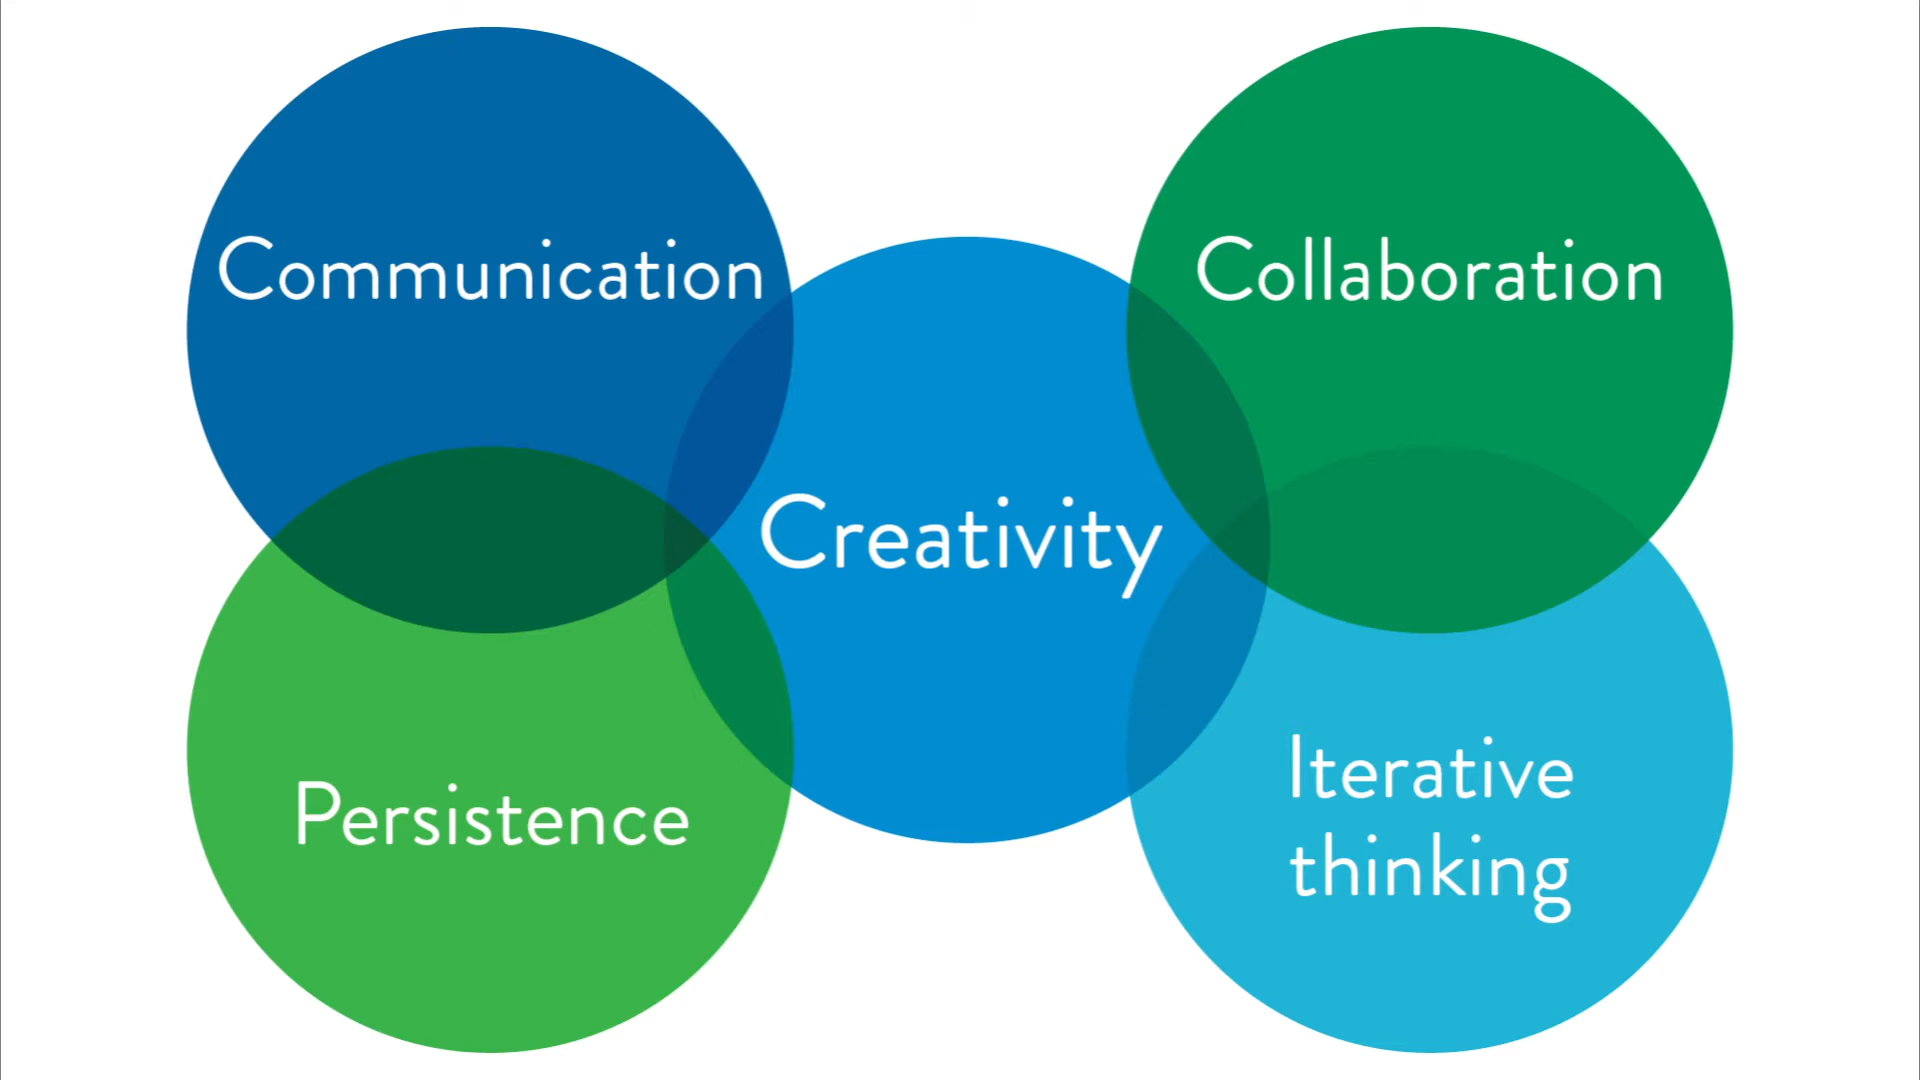 Communication
Collaboration
Creativity
Persistence
Iterative
thinking